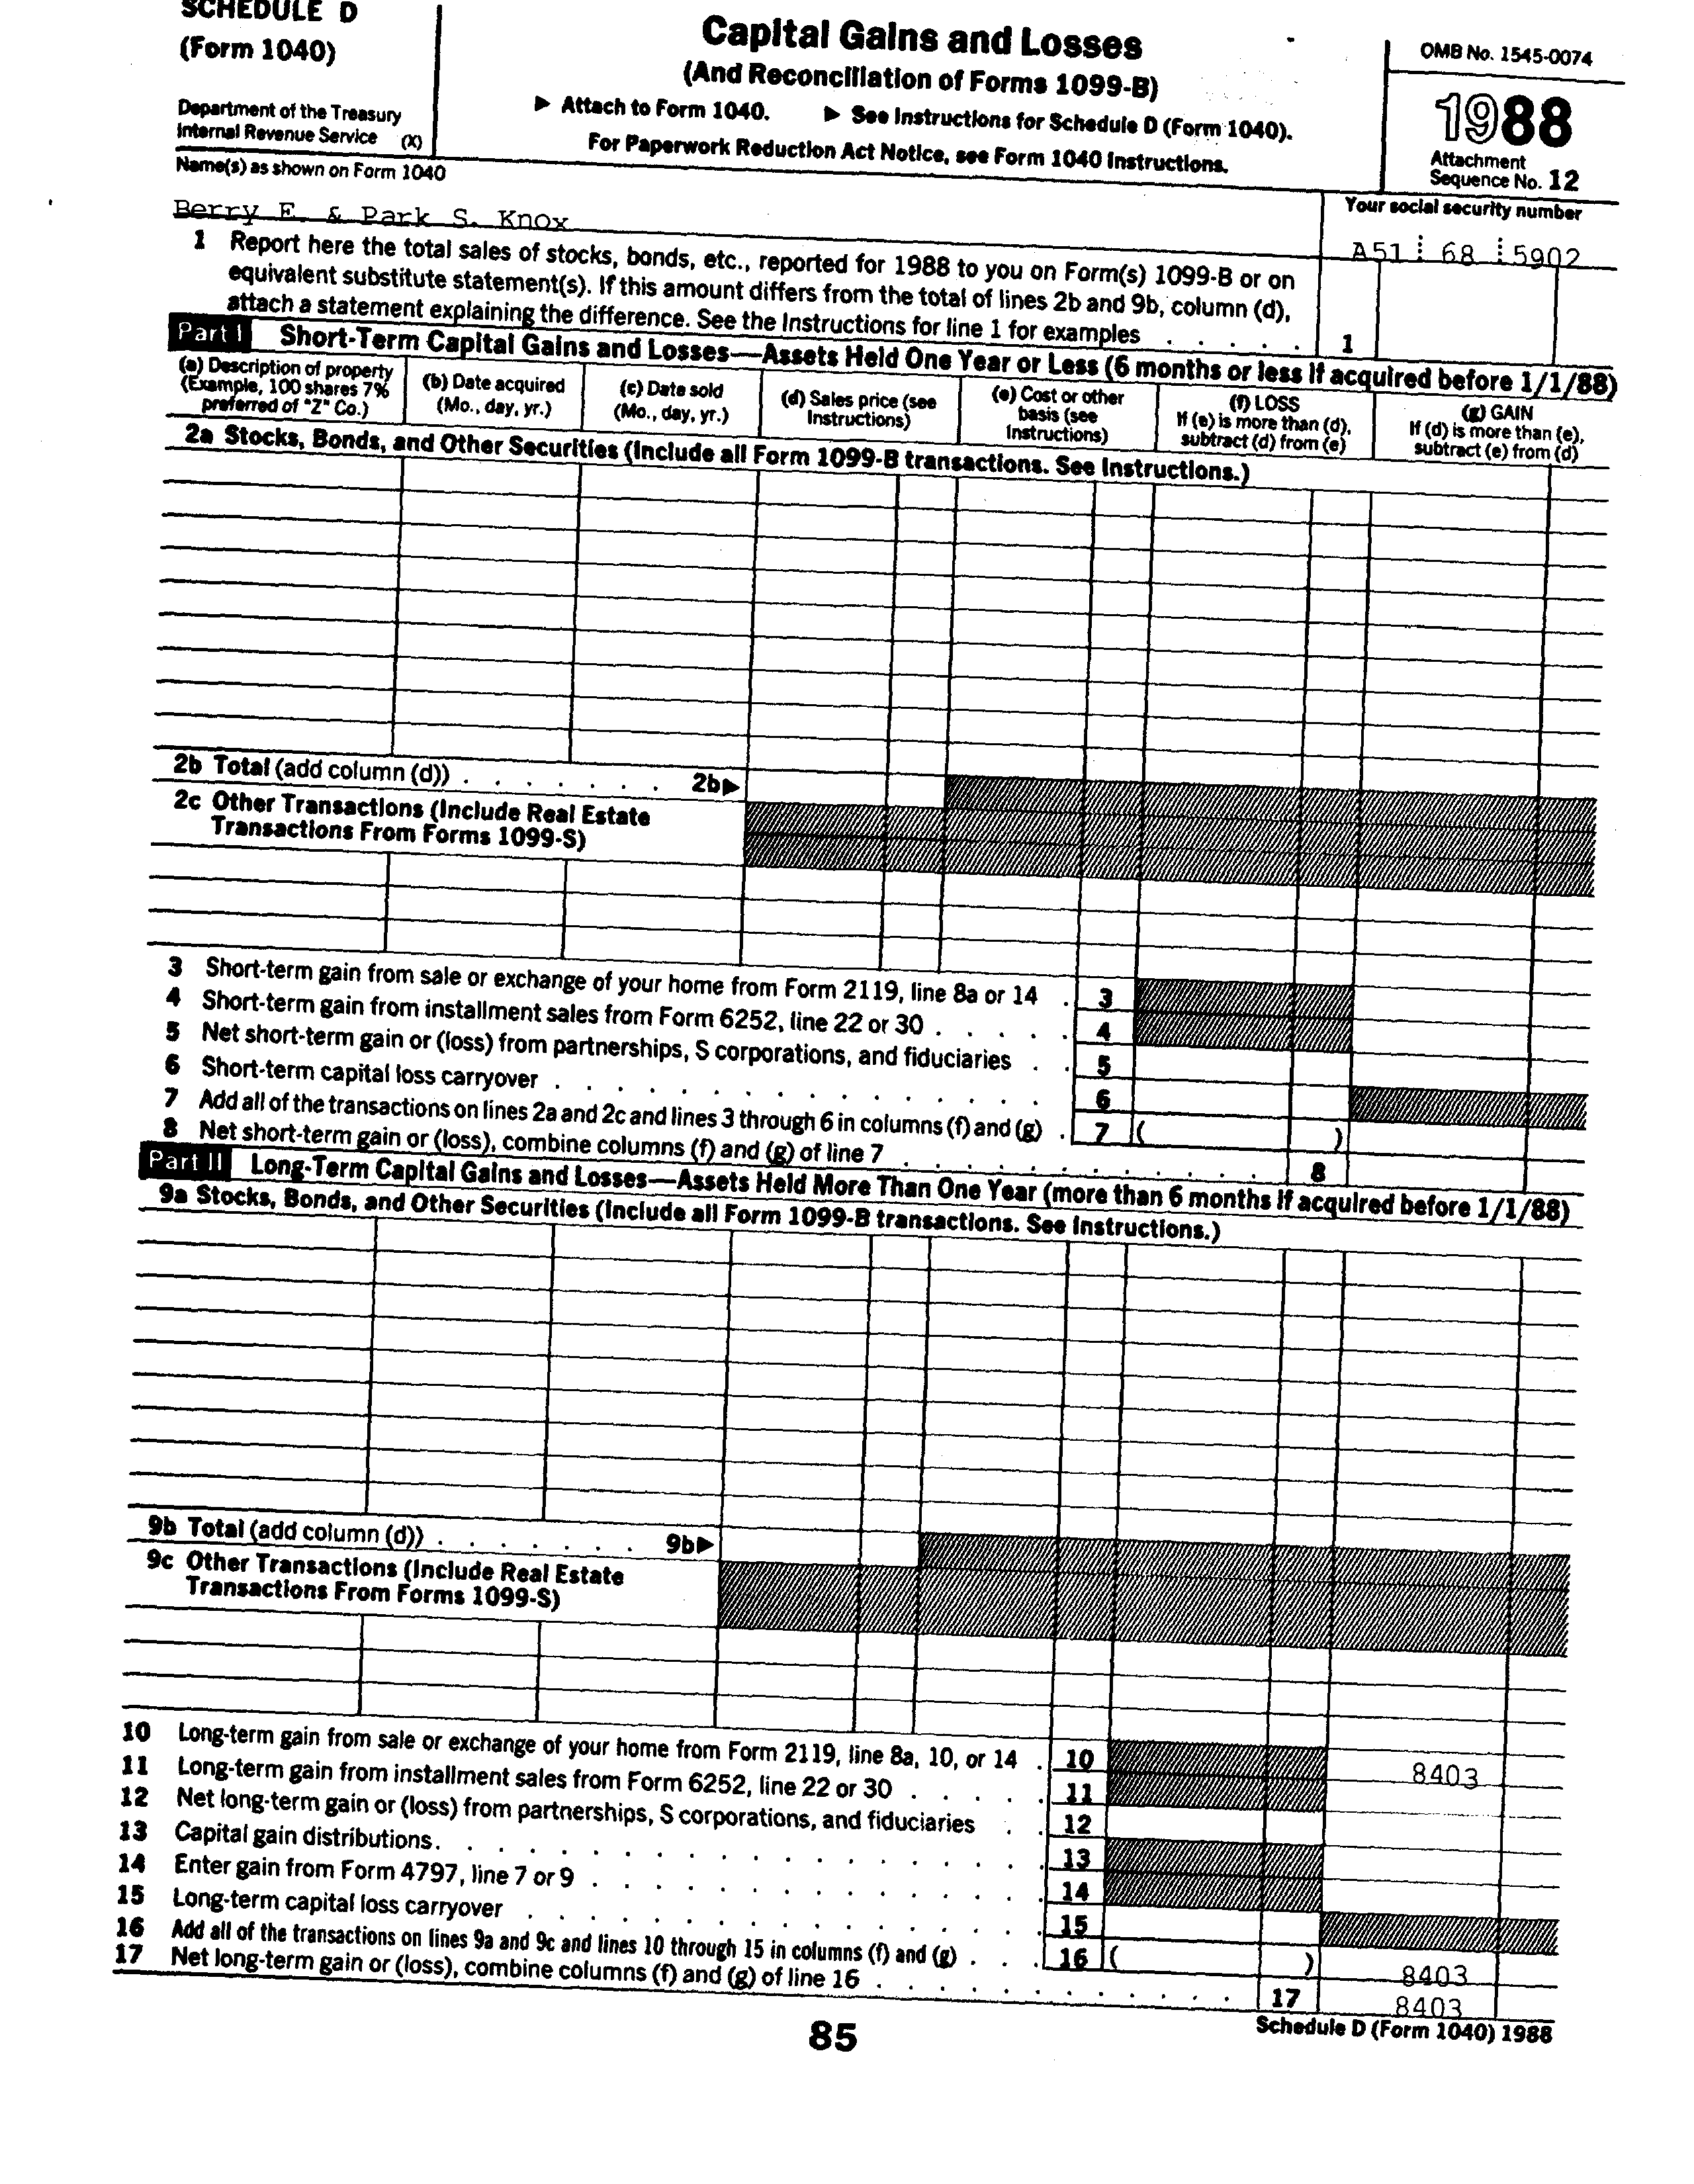 SCHEDULE D
(Form 1040)
Department of the Treasury
Internal Revenue Service (X)
Capital Gains and Losses
(And Reconciliation of Forms 1099-B)
▶ Attach to Form 1040. ▶ See Instructions for Schedule D (Form 1040).
For Paperwork Reduction Act Notice, see Form 1040 Instructions.
OMB No. 1545-0074
1988
Attachment
Sequence No. 12
Name(s) as shown on Form 1040
Your social security number
Berry E. & Park S. Knox
A51 68 5902
1 Report here the total sales of stocks, bonds, etc., reported for 1988 to you on Form(s) 1099-B or on
equivalent substitute statement(s). If this amount differs from the total of lines 2b and 9b, column (d),
attach a statement explaining the difference. See the Instructions for line 1 for examples . . . . . 1
Part I Short-Term Capital Gains and Losses—Assets Held One Year or Less (6 months or less if acquired before 1/1/88)
(a) Description of property
(Example, 100 shares 7%
preferred of "Z" Co.)
(b) Date acquired
(Mo., day, yr.)
(c) Date sold
(Mo., day, yr.)
(d) Sales price (see
Instructions)
(e) Cost or other
basis (see
Instructions)
(f) LOSS
If (e) is more than (d),
subtract (d) from (e)
(g) GAIN
If (d) is more than (e),
subtract (e) from (d)
2a Stocks, Bonds, and Other Securities (Include all Form 1099-B transactions. See Instructions.)
2b Total (add column (d)) . . . . . . . 2b▶
2c Other Transactions (Include Real Estate
Transactions From Forms 1099-S)
3 Short-term gain from sale or exchange of your home from Form 2119, line 8a or 14 . 3
4 Short-term gain from installment sales from Form 6252, line 22 or 30 . . . . . 4
5 Net short-term gain or (loss) from partnerships, S corporations, and fiduciaries . . 5
6 Short-term capital loss carryover . . . . . . . . . . . . . . . 6
7 Add all of the transactions on lines 2a and 2c and lines 3 through 6 in columns (f) and (g) . 7 ( )
8 Net short-term gain or (loss), combine columns (f) and (g) of line 7 . . . . . . . . . . . . 8
Part II Long-Term Capital Gains and Losses—Assets Held More Than One Year (more than 6 months if acquired before 1/1/88)
9a Stocks, Bonds, and Other Securities (Include all Form 1099-B transactions. See Instructions.)
9b Total (add column (d)) . . . . . . . 9b▶
9c Other Transactions (Include Real Estate
Transactions From Forms 1099-S)
10 Long-term gain from sale or exchange of your home from Form 2119, line 8a, 10, or 14 . 10 8403
11 Long-term gain from installment sales from Form 6252, line 22 or 30 . . . . . 11
12 Net long-term gain or (loss) from partnerships, S corporations, and fiduciaries . . 12
13 Capital gain distributions. . . . . . . . . . . . . . . . 13
14 Enter gain from Form 4797, line 7 or 9 . . . . . . . . . . . . 14
15 Long-term capital loss carryover . . . . . . . . . . . . . . 15
16 Add all of the transactions on lines 9a and 9c and lines 10 through 15 in columns (f) and (g) . . . 16 ( ) 8403
17 Net long-term gain or (loss), combine columns (f) and (g) of line 16 . . . . . . . . . . . . 17 8403
85
Schedule D (Form 1040) 1988